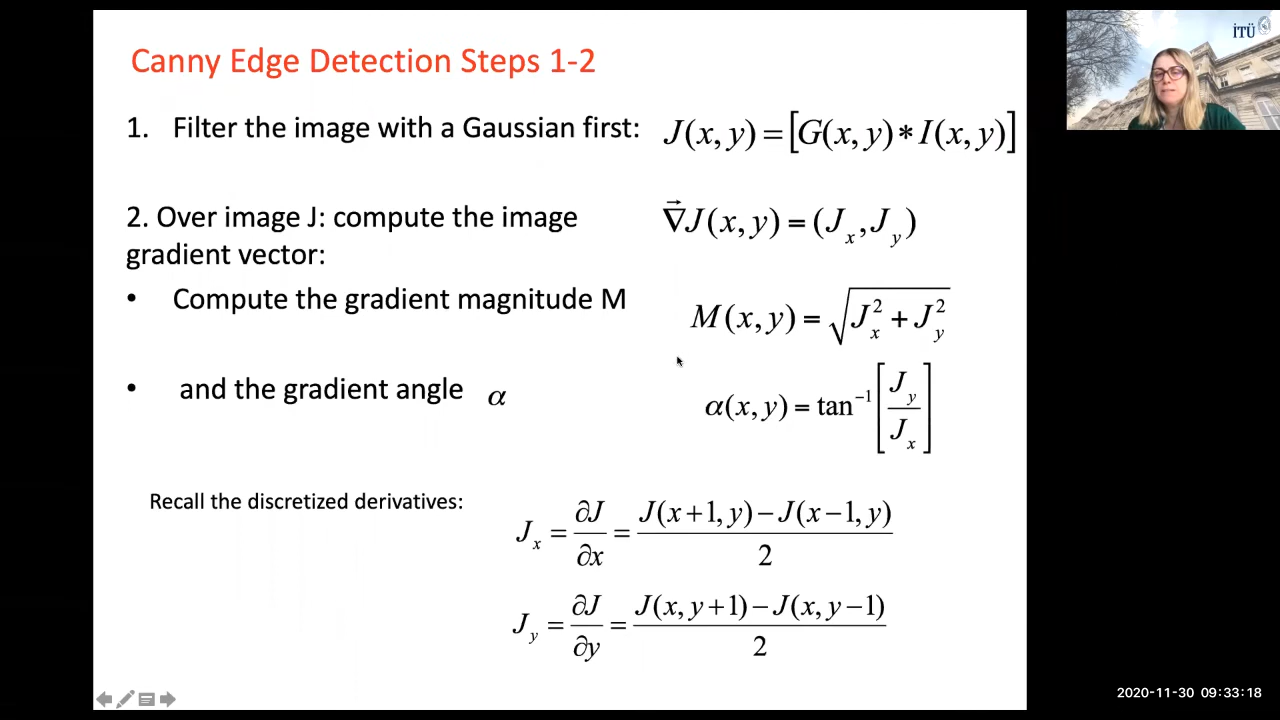 Canny Edge Detection Steps 1-2
İTÜ
1. Filter the image with a Gaussian first: J(x, y) = [G(x, y) * I(x, y)]
2. Over image J: compute the image
gradient vector:
∇⃗J(x, y) = (Jₓ, J_y)
• Compute the gradient magnitude M
M(x, y) = √(J_x² + J_y²)
• and the gradient angle α
α(x, y) = tan⁻¹[J_y / J_x]
Recall the discretized derivatives:
J_x = ∂J/∂x = (J(x+1, y) − J(x−1, y)) / 2
J_y = ∂J/∂y = (J(x, y+1) − J(x, y−1)) / 2
2020-11-30 09:33:18